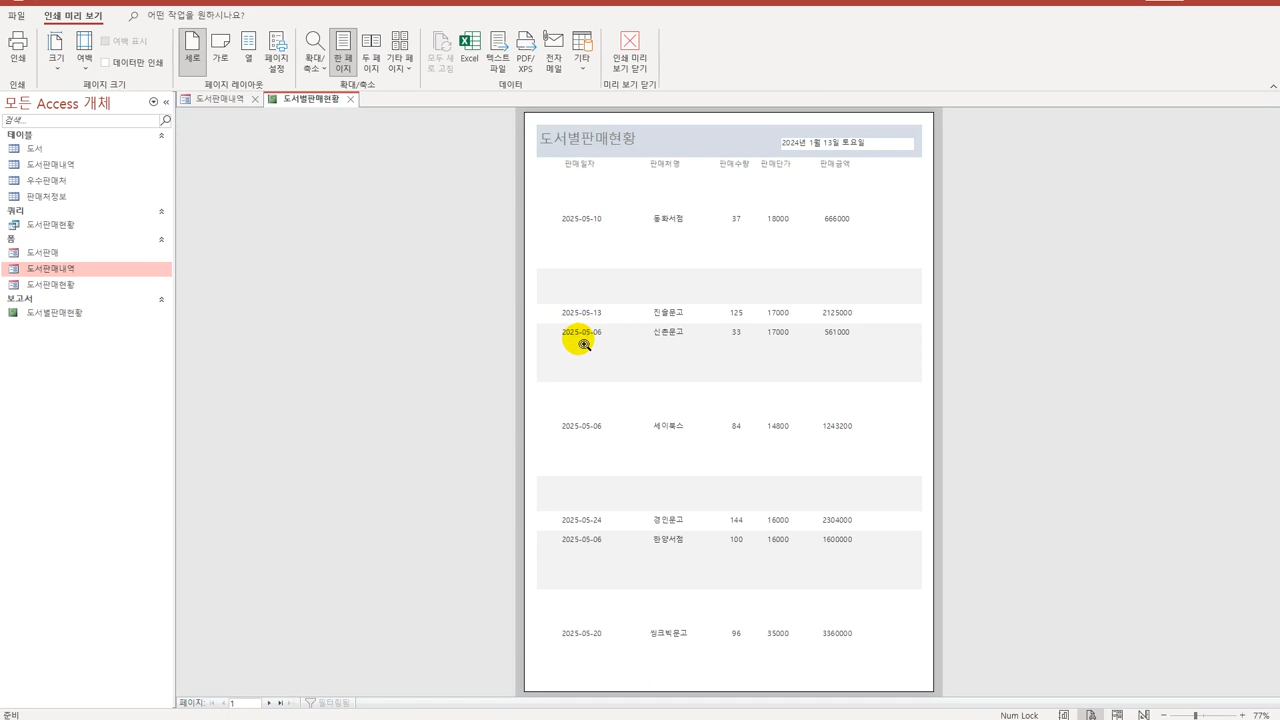 파일 인쇄 미리 보기 어떤 작업을 원하시나요?
인쇄
크기
여백
여백 표시
데이터만 인쇄
세로
가로
열
페이지 설정
확대/축소
한 페이지
두 페이지
기타 페이지
모두 새로 고침
Excel
텍스트 파일
PDF/XPS
전자 메일
기타
인쇄 미리 보기 닫기
인쇄 페이지 크기 페이지 레이아웃 확대/축소 데이터 미리 보기 닫기
모든 Access 개체
검색...
테이블
도서
도서판매내역
우수판매처
판매처정보
쿼리
도서판매현황
폼
도서판매
도서판매내역
도서판매현황
보고서
도서별판매현황
도서판매내역 도서별판매현황
도서별판매현황 2024년 1월 13일 토요일
판매일자 판매처명 판매수량 판매단가 판매금액
2025-05-10 동화서점 37 18000 666000
2025-05-13 진솔문고 125 17000 2125000
2025-05-06 신촌문고 33 17000 561000
2025-05-06 세이북스 84 14800 1243200
2025-05-24 경인문고 144 16000 2304000
2025-05-06 한양서점 100 16000 1600000
2025-05-20 씽크빅문고 96 35000 3360000
페이지: 1 필터링됨
준비 Num Lock 77%